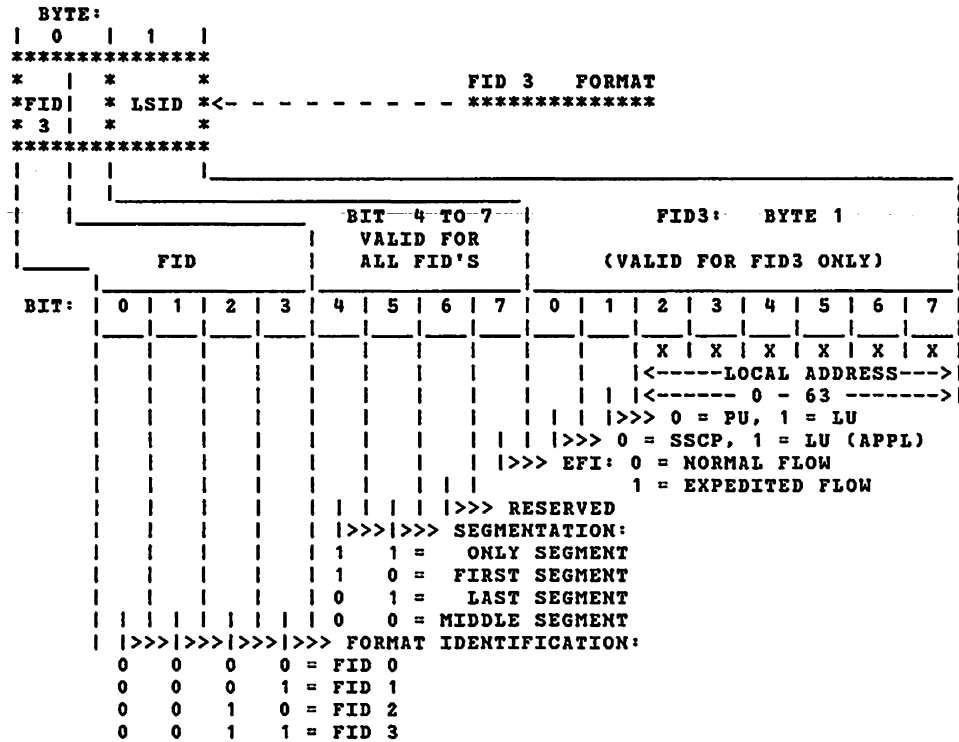 BYTE:
| 0 | 1 |
****************
* | * * FID 3 FORMAT
*FID| * LSID *<- - - - - - - - - - **************
* 3 | * *
****************
BIT 4 TO 7 FID3: BYTE 1
VALID FOR
FID ALL FID'S (VALID FOR FID3 ONLY)
BIT: | 0 | 1 | 2 | 3 | 4 | 5 | 6 | 7 | 0 | 1 | 2 | 3 | 4 | 5 | 6 | 7 |
| X | X | X | X | X | X |
|<-----LOCAL ADDRESS--->|
|<------ 0 - 63 ------->|
|>>> 0 = PU, 1 = LU
|>>> 0 = SSCP, 1 = LU (APPL)
|>>> EFI: 0 = NORMAL FLOW
1 = EXPEDITED FLOW
|>>> RESERVED
|>>>|>>> SEGMENTATION:
1 1 = ONLY SEGMENT
1 0 = FIRST SEGMENT
0 1 = LAST SEGMENT
0 0 = MIDDLE SEGMENT
|>>>|>>>|>>>|>>> FORMAT IDENTIFICATION:
0 0 0 0 = FID 0
0 0 0 1 = FID 1
0 0 1 0 = FID 2
0 0 1 1 = FID 3